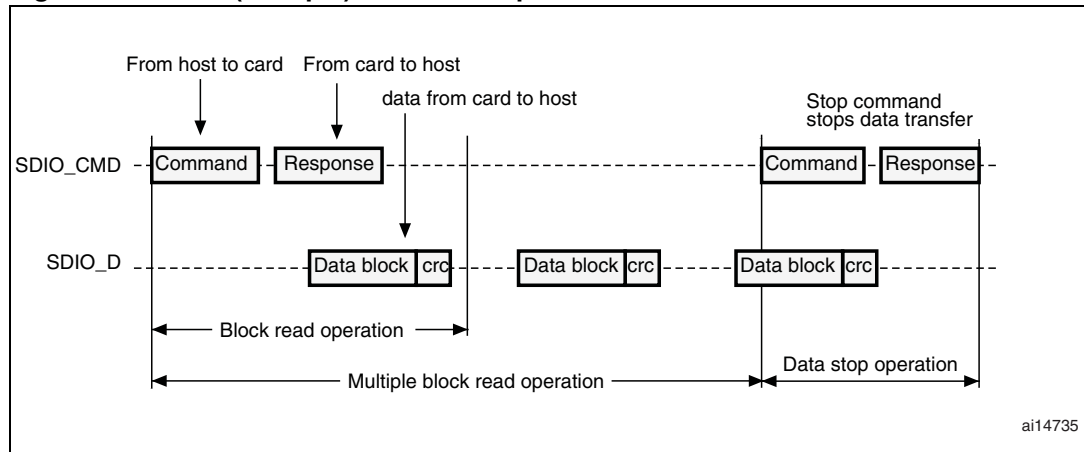 From host to card
From card to host
data from card to host
Stop command
stops data transfer
SDIO_CMD
Command
Response
Command
Response
SDIO_D
Data block
crc
Data block
crc
Data block
crc
Block read operation
Data stop operation
Multiple block read operation
ai14735